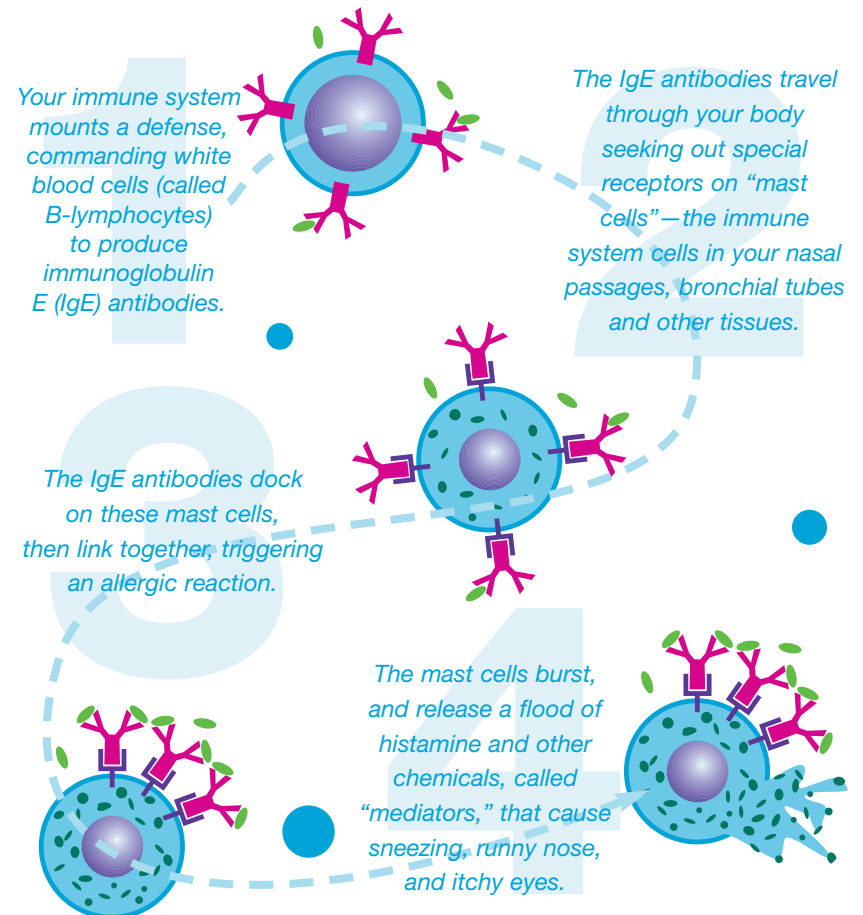 1
Your immune system
mounts a defense,
commanding white
blood cells (called
B-lymphocytes)
to produce
immunoglobulin
E (IgE) antibodies.
2
The IgE antibodies travel
through your body
seeking out special
receptors on “mast
cells”—the immune
system cells in your nasal
passages, bronchial tubes
and other tissues.
3
The IgE antibodies dock
on these mast cells,
then link together, triggering
an allergic reaction.
4
The mast cells burst,
and release a flood of
histamine and other
chemicals, called
“mediators,” that cause
sneezing, runny nose,
and itchy eyes.